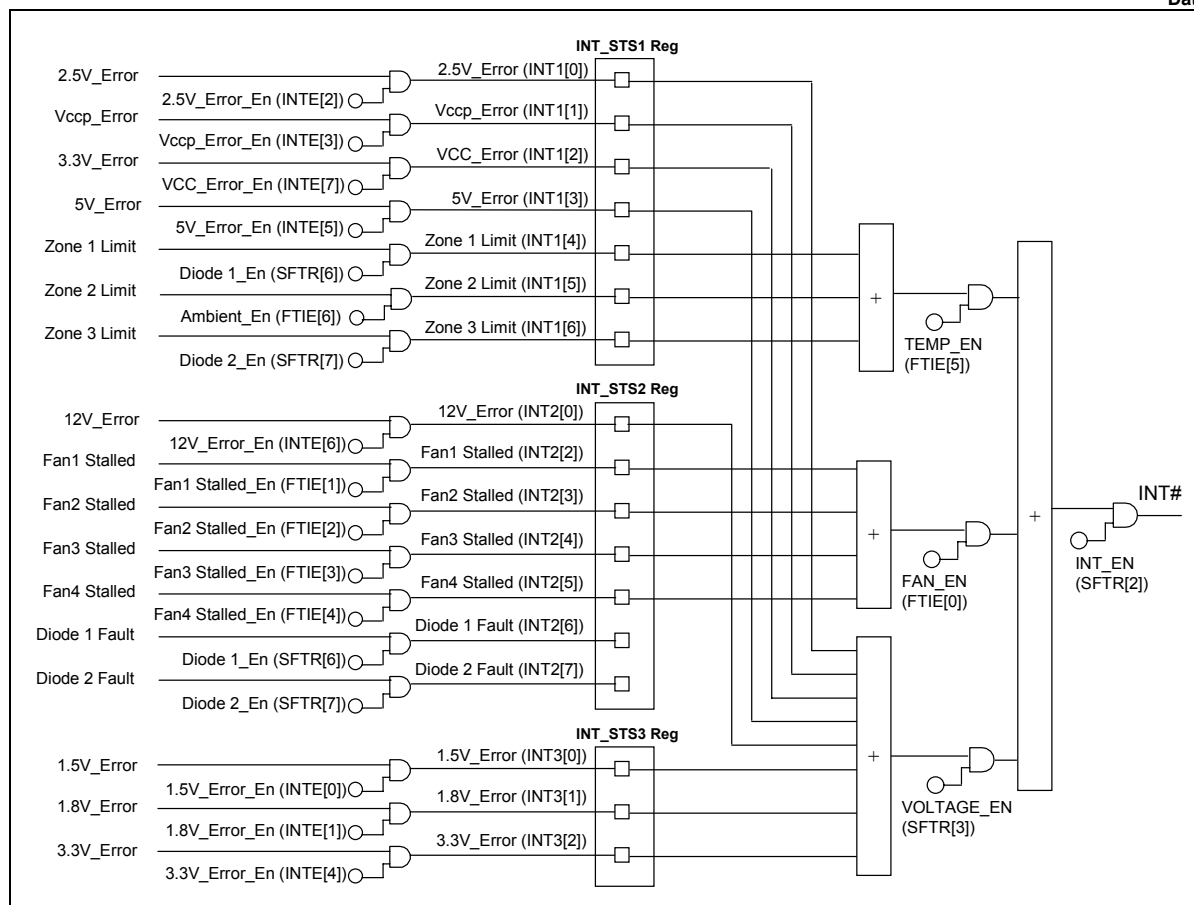 Dat
INT_STS1 Reg
2.5V_Error
2.5V_Error_En (INTE[2])
2.5V_Error (INT1[0])
Vccp_Error
Vccp_Error_En (INTE[3])
Vccp_Error (INT1[1])
3.3V_Error
VCC_Error_En (INTE[7])
VCC_Error (INT1[2])
5V_Error
5V_Error_En (INTE[5])
5V_Error (INT1[3])
Zone 1 Limit
Diode 1_En (SFTR[6])
Zone 1 Limit (INT1[4])
Zone 2 Limit
Ambient_En (FTIE[6])
Zone 2 Limit (INT1[5])
Zone 3 Limit
Diode 2_En (SFTR[7])
Zone 3 Limit (INT1[6])
+
TEMP_EN
(FTIE[5])
INT_STS2 Reg
12V_Error
12V_Error_En (INTE[6])
12V_Error (INT2[0])
Fan1 Stalled
Fan1 Stalled_En (FTIE[1])
Fan1 Stalled (INT2[2])
Fan2 Stalled
Fan2 Stalled_En (FTIE[2])
Fan2 Stalled (INT2[3])
Fan3 Stalled
Fan3 Stalled_En (FTIE[3])
Fan3 Stalled (INT2[4])
Fan4 Stalled
Fan4 Stalled_En (FTIE[4])
Fan4 Stalled (INT2[5])
Diode 1 Fault
Diode 1_En (SFTR[6])
Diode 1 Fault (INT2[6])
Diode 2 Fault
Diode 2_En (SFTR[7])
Diode 2 Fault (INT2[7])
+
FAN_EN
(FTIE[0])
+
INT#
INT_EN
(SFTR[2])
INT_STS3 Reg
1.5V_Error
1.5V_Error_En (INTE[0])
1.5V_Error (INT3[0])
1.8V_Error
1.8V_Error_En (INTE[1])
1.8V_Error (INT3[1])
3.3V_Error
3.3V_Error_En (INTE[4])
3.3V_Error (INT3[2])
+
VOLTAGE_EN
(SFTR[3])